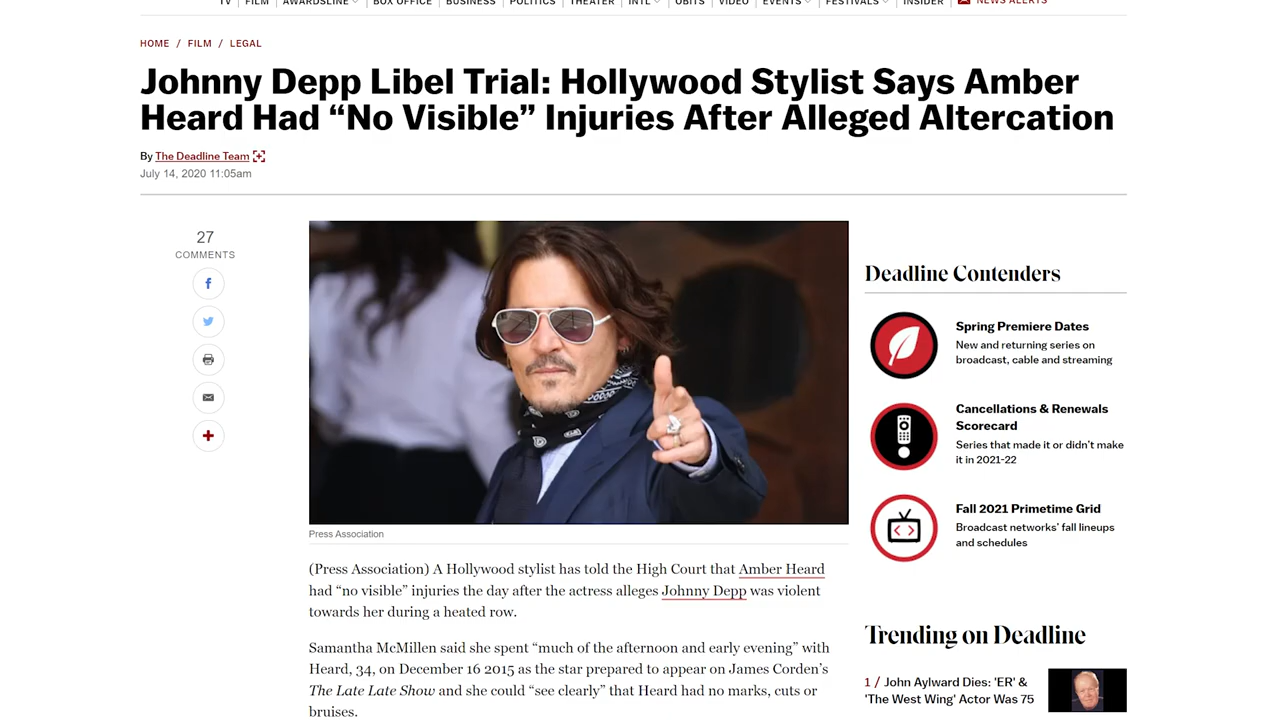 TV | FILM | AWARDSLINE | BOX OFFICE | BUSINESS | POLITICS | THEATER | INTL | OBITS | VIDEO | EVENTS | FESTIVALS | INSIDER NEWS ALERTS
HOME / FILM / LEGAL
Johnny Depp Libel Trial: Hollywood Stylist Says Amber
Heard Had “No Visible” Injuries After Alleged Altercation
By The Deadline Team
July 14, 2020 11:05am
27
COMMENTS
Press Association
(Press Association) A Hollywood stylist has told the High Court that Amber Heard
had “no visible” injuries the day after the actress alleges Johnny Depp was violent
towards her during a heated row.
Samantha McMillen said she spent “much of the afternoon and early evening” with
Heard, 34, on December 16 2015 as the star prepared to appear on James Corden’s
The Late Late Show and she could “see clearly” that Heard had no marks, cuts or
bruises.
Deadline Contenders
Spring Premiere Dates
New and returning series on
broadcast, cable and streaming
Cancellations & Renewals
Scorecard
Series that made it or didn’t make
it in 2021-22
Fall 2021 Primetime Grid
Broadcast networks’ fall lineups
and schedules
Trending on Deadline
1 / John Aylward Dies: 'ER' &
'The West Wing' Actor Was 75